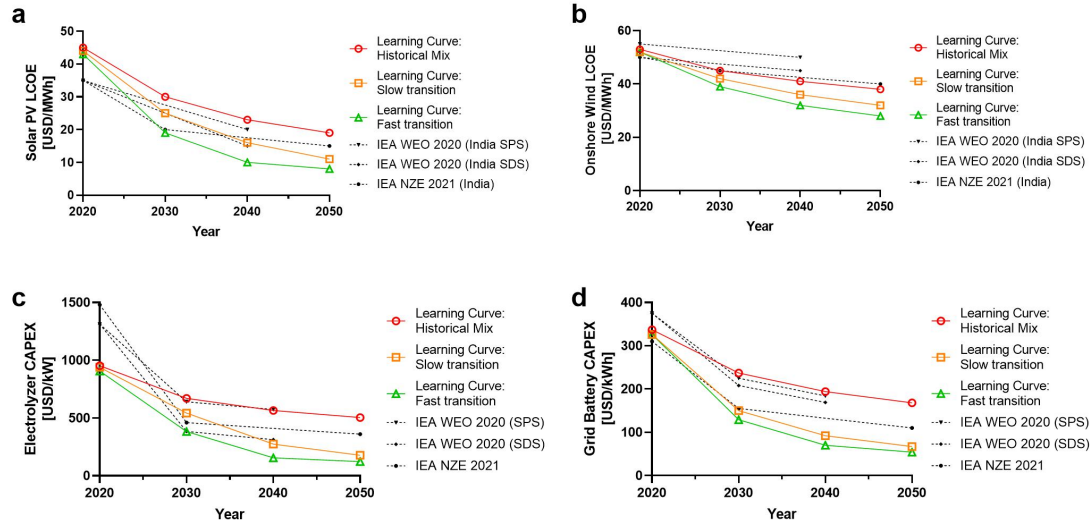 a
Solar PV LCOE
[USD/MWh]
50
40
30
20
10
0
2020 2030 2040 2050
Year
Learning Curve:
Historical Mix
Learning Curve:
Slow transition
Learning Curve:
Fast transition
IEA WEO 2020 (India SPS)
IEA WEO 2020 (India SDS)
IEA NZE 2021 (India)
b
Onshore Wind LCOE
[USD/MWh]
60
40
20
0
2020 2030 2040 2050
Year
Learning Curve:
Historical Mix
Learning Curve:
Slow transition
Learning Curve:
Fast transition
IEA WEO 2020 (India SPS)
IEA WEO 2020 (India SDS)
IEA NZE 2021 (India)
c
Electrolyzer CAPEX
[USD/kW]
1500
1000
500
0
2020 2030 2040 2050
Year
Learning Curve:
Historical Mix
Learning Curve:
Slow transition
Learning Curve:
Fast transition
IEA WEO 2020 (SPS)
IEA WEO 2020 (SDS)
IEA NZE 2021
d
Grid Battery CAPEX
[USD/kWh]
400
300
200
100
0
2020 2030 2040 2050
Year
Learning Curve:
Historical Mix
Learning Curve:
Slow transition
Learning Curve:
Fast transition
IEA WEO 2020 (SPS)
IEA WEO 2020 (SDS)
IEA NZE 2021